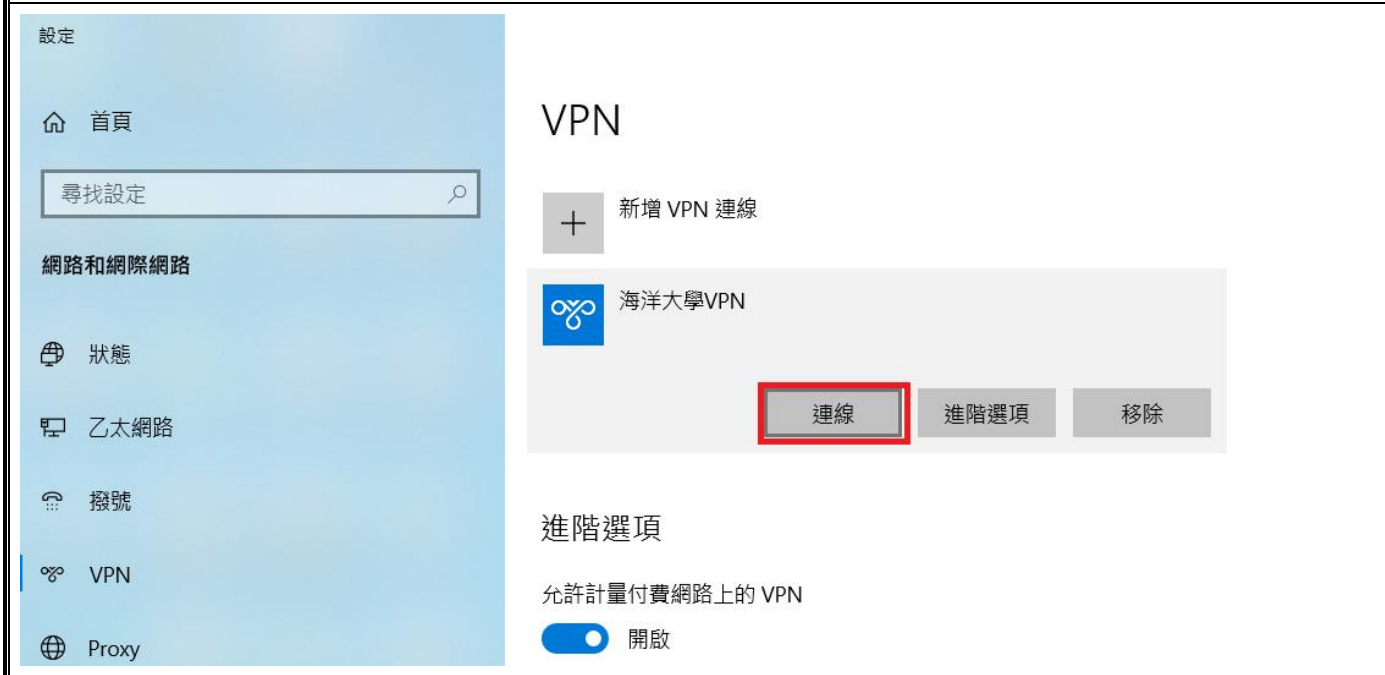 設定
首頁
尋找設定
網路和網際網路
狀態
乙太網路
撥號
VPN
Proxy
VPN
新增 VPN 連線
海洋大學VPN
連線 進階選項 移除
進階選項
允許計量付費網路上的 VPN
開啟